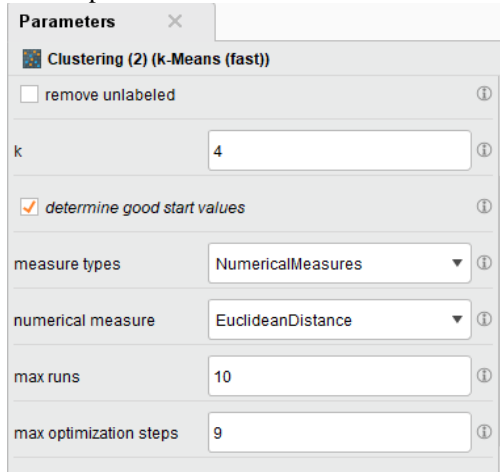 Parameters
Clustering (2) (k-Means (fast))
remove unlabeled
k 4
determine good start values
measure types NumericalMeasures
numerical measure EuclideanDistance
max runs 10
max optimization steps 9